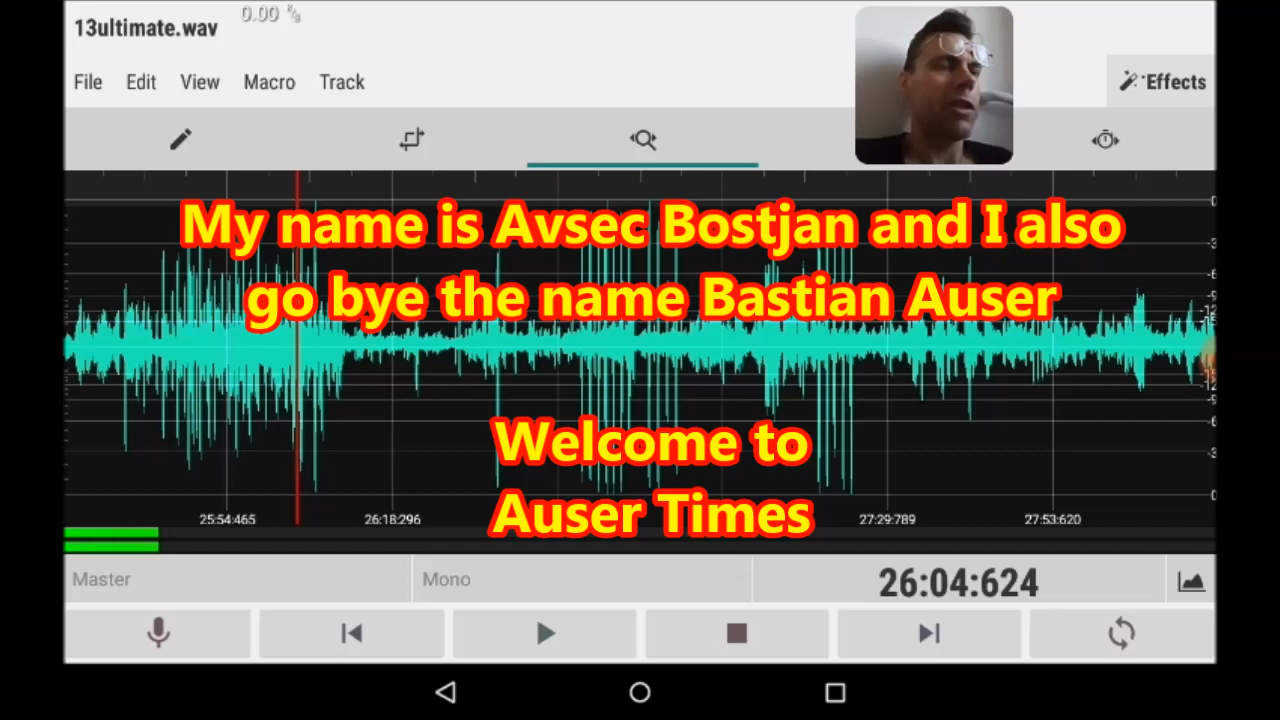 13ultimate.wav
0.00 K/s
File Edit View Macro Track
Effects
My name is Avsec Bostjan and I also
go bye the name Bastian Auser
Welcome to
Auser Times
25:54:465 26:18:296 27:29:789 27:53:620
Master Mono 26:04:624